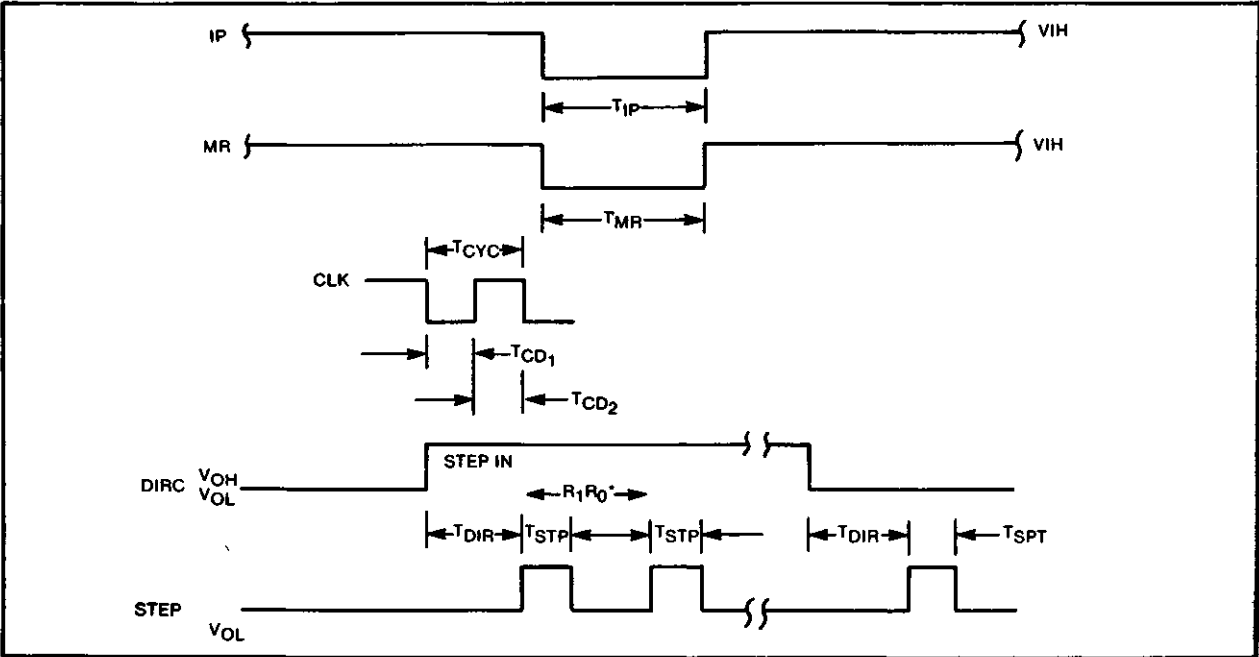 IP VIH
TIP
MR VIH
TMR
TCYC
CLK
TCD1
TCD2
STEP IN
DIRC VOH
VOL
R1R0*
TDIR TSTP TSTP TDIR TSPT
STEP
VOL